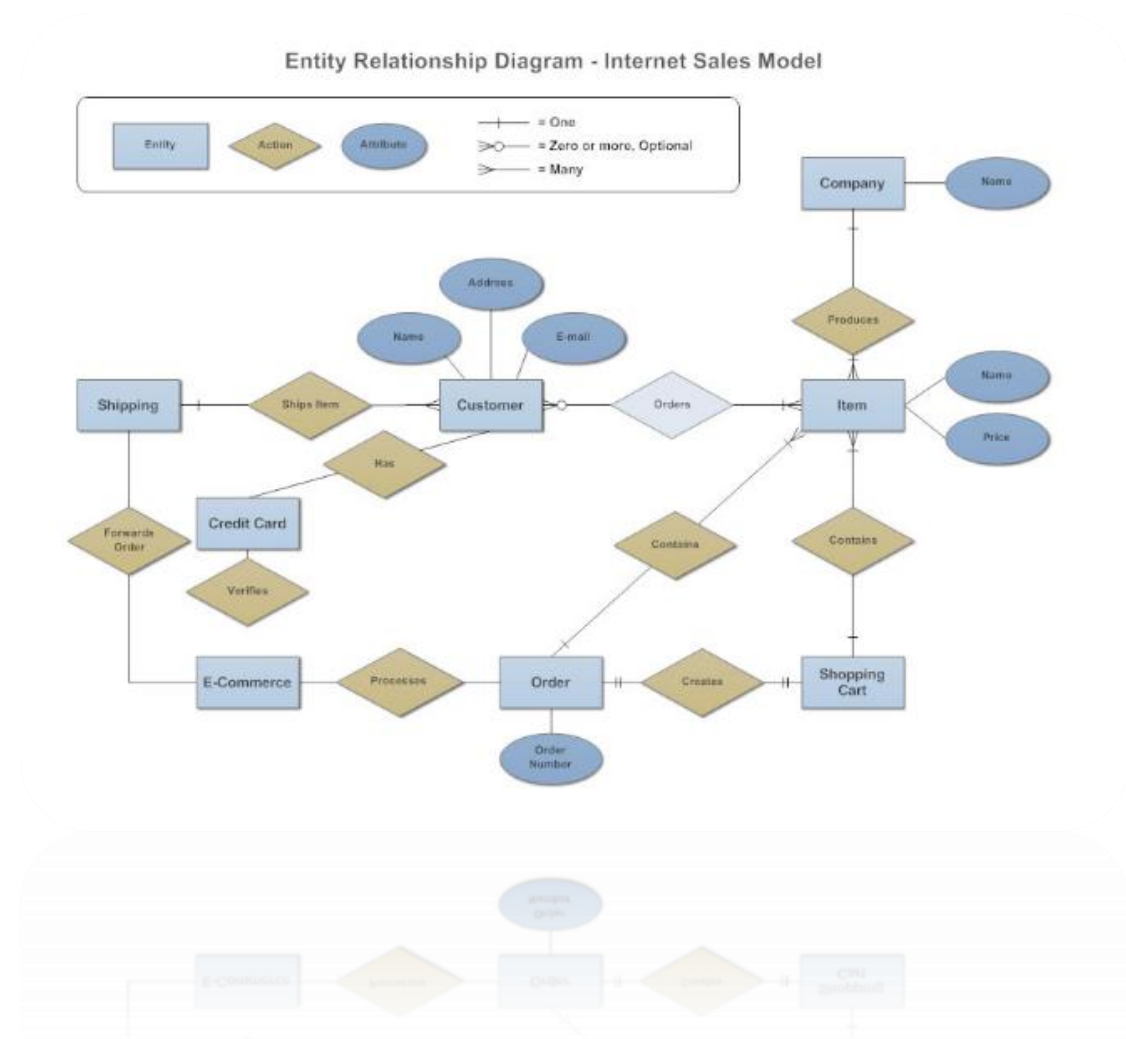 Entity Relationship Diagram - Internet Sales Model
Entity
Action
Attribute
= One
= Zero or more, Optional
= Many
Company
Name
Produces
Address
Name
E-mail
Shipping
Ships Item
Customer
Orders
Item
Name
Price
Has
Credit Card
Forwards
Order
Verifies
Contains
Contains
E-Commerce
Processes
Order
Creates
Shopping
Cart
Order
Number